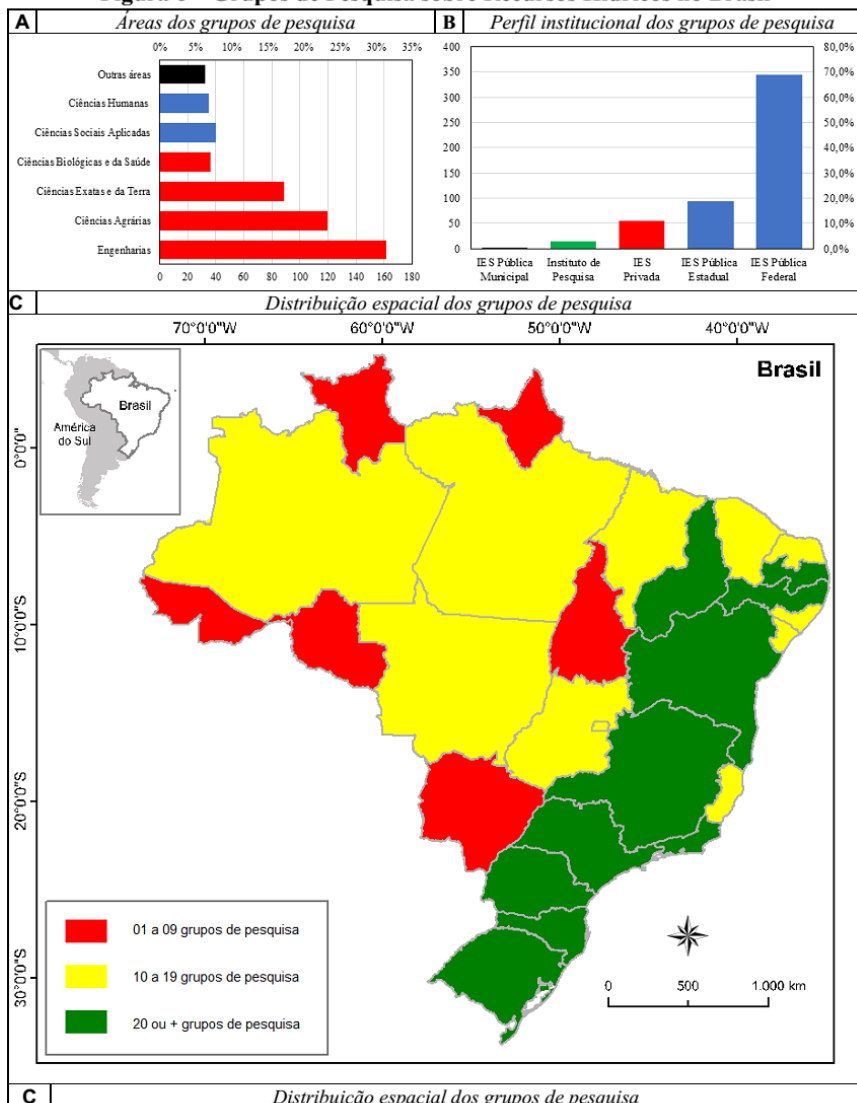 A Áreas dos grupos de pesquisa
0% 5% 10% 15% 20% 25% 30% 35%
Outras áreas
Ciências Humanas
Ciências Sociais Aplicadas
Ciências Biológicas e da Saúde
Ciências Exatas e da Terra
Ciências Agrárias
Engenharias
0 20 40 60 80 100 120 140 160 180
B Perfil institucional dos grupos de pesquisa
400 80,0%
350 70,0%
300 60,0%
250 50,0%
200 40,0%
150 30,0%
100 20,0%
50 10,0%
0 0,0%
IES Pública Instituto de IES IES Pública IES Pública
Municipal Pesquisa Privada Estadual Federal
C Distribuição espacial dos grupos de pesquisa
70°0'0"W 60°0'0"W 50°0'0"W 40°0'0"W
Brasil
Brasil
América
do Sul
0°0'0"
10°0'0"S
20°0'0"S
30°0'0"S
01 a 09 grupos de pesquisa
10 a 19 grupos de pesquisa
20 ou + grupos de pesquisa
0 500 1.000 km
C Distribuição espacial dos grupos de pesquisa